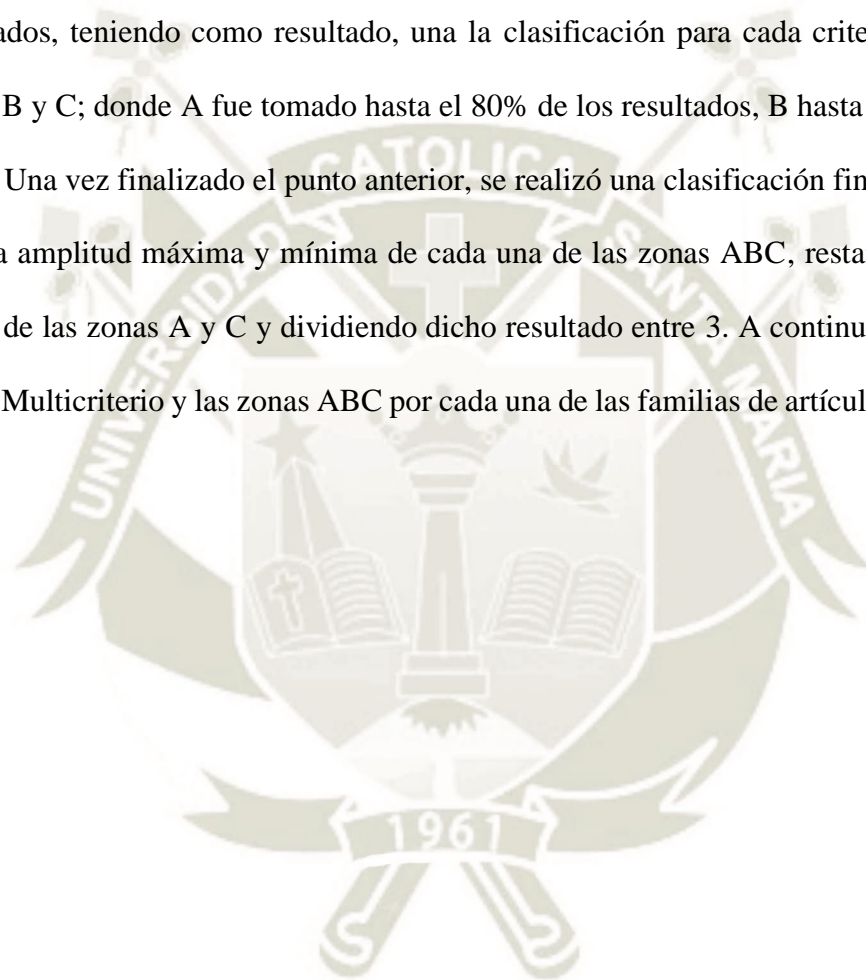 ados, teniendo como resultado, una la clasificación para cada crite
B y C; donde A fue tomado hasta el 80% de los resultados, B hasta
Una vez finalizado el punto anterior, se realizó una clasificación fin
a amplitud máxima y mínima de cada una de las zonas ABC, resta
de las zonas A y C y dividiendo dicho resultado entre 3. A continu
Multicriterio y las zonas ABC por cada una de las familias de artícul
UNIVERSIDAD CATOLICA SANTA MARIA
1961